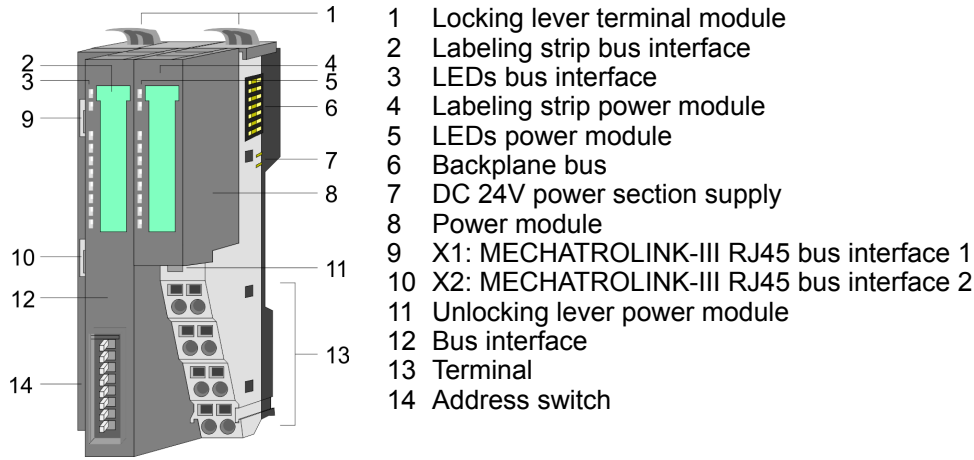 1
2
3
9
10
12
14
1
4
5
6
7
8
11
13
1 Locking lever terminal module
2 Labeling strip bus interface
3 LEDs bus interface
4 Labeling strip power module
5 LEDs power module
6 Backplane bus
7 DC 24V power section supply
8 Power module
9 X1: MECHATROLINK-III RJ45 bus interface 1
10 X2: MECHATROLINK-III RJ45 bus interface 2
11 Unlocking lever power module
12 Bus interface
13 Terminal
14 Address switch